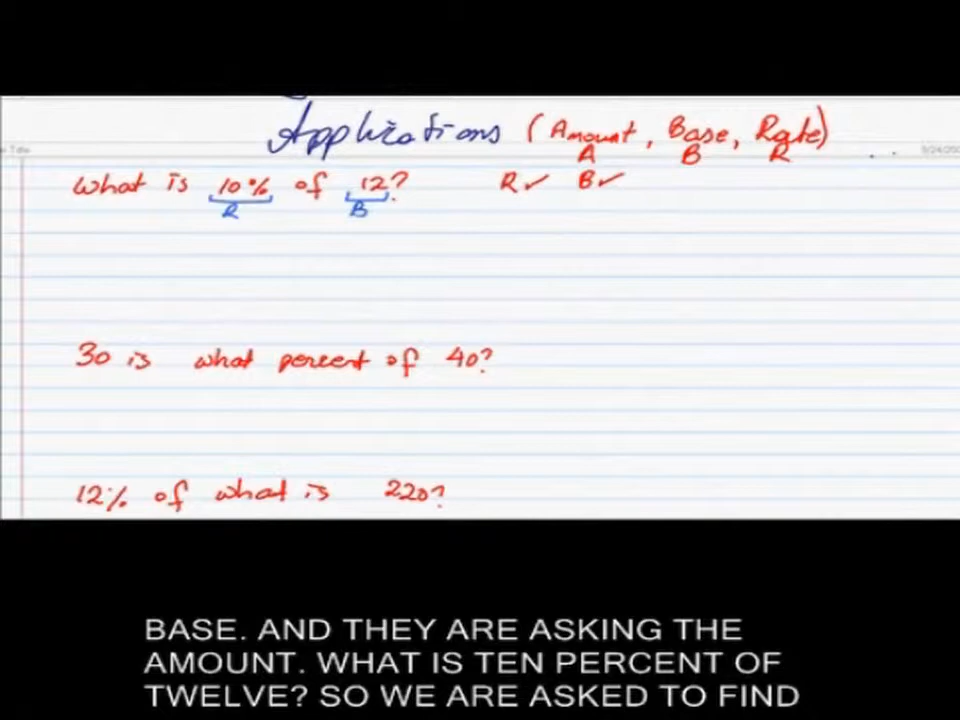 Applications (Amount, Base, Rate)
A B R
What is 10% of 12? R✓ B✓
R B
30 is what percent of 40?
12% of what is 220?
BASE. AND THEY ARE ASKING THE
AMOUNT. WHAT IS TEN PERCENT OF
TWELVE? SO WE ARE ASKED TO FIND